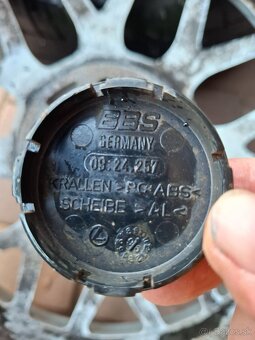 BBS
GERMANY
09.24.257
KRALLEN >PC/ABS<
SCHEIBE >AL<